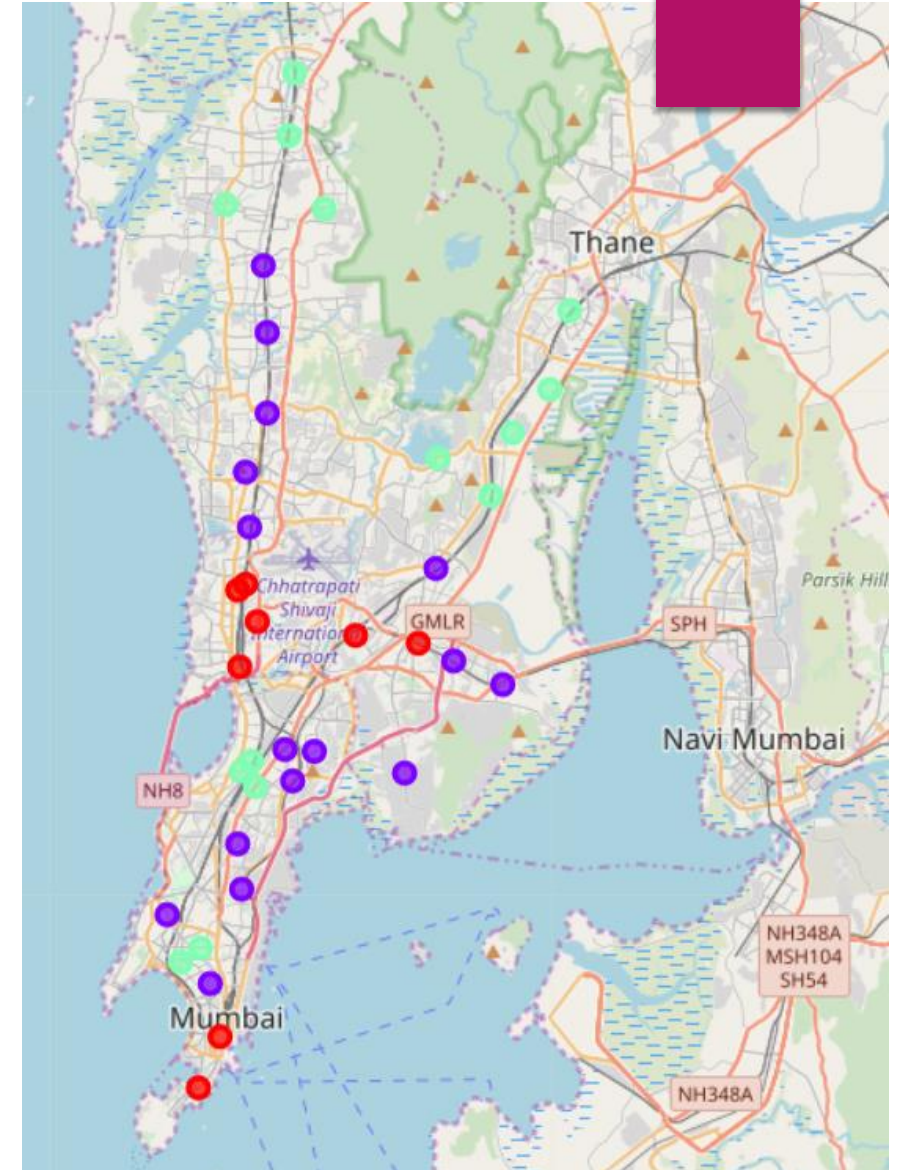 Thane
Chhatrapati
Shivaji
International
Airport
GMLR
SPH
Parsik Hill
Navi Mumbai
NH8
NH348A
MSH104
SH54
Mumbai
NH348A